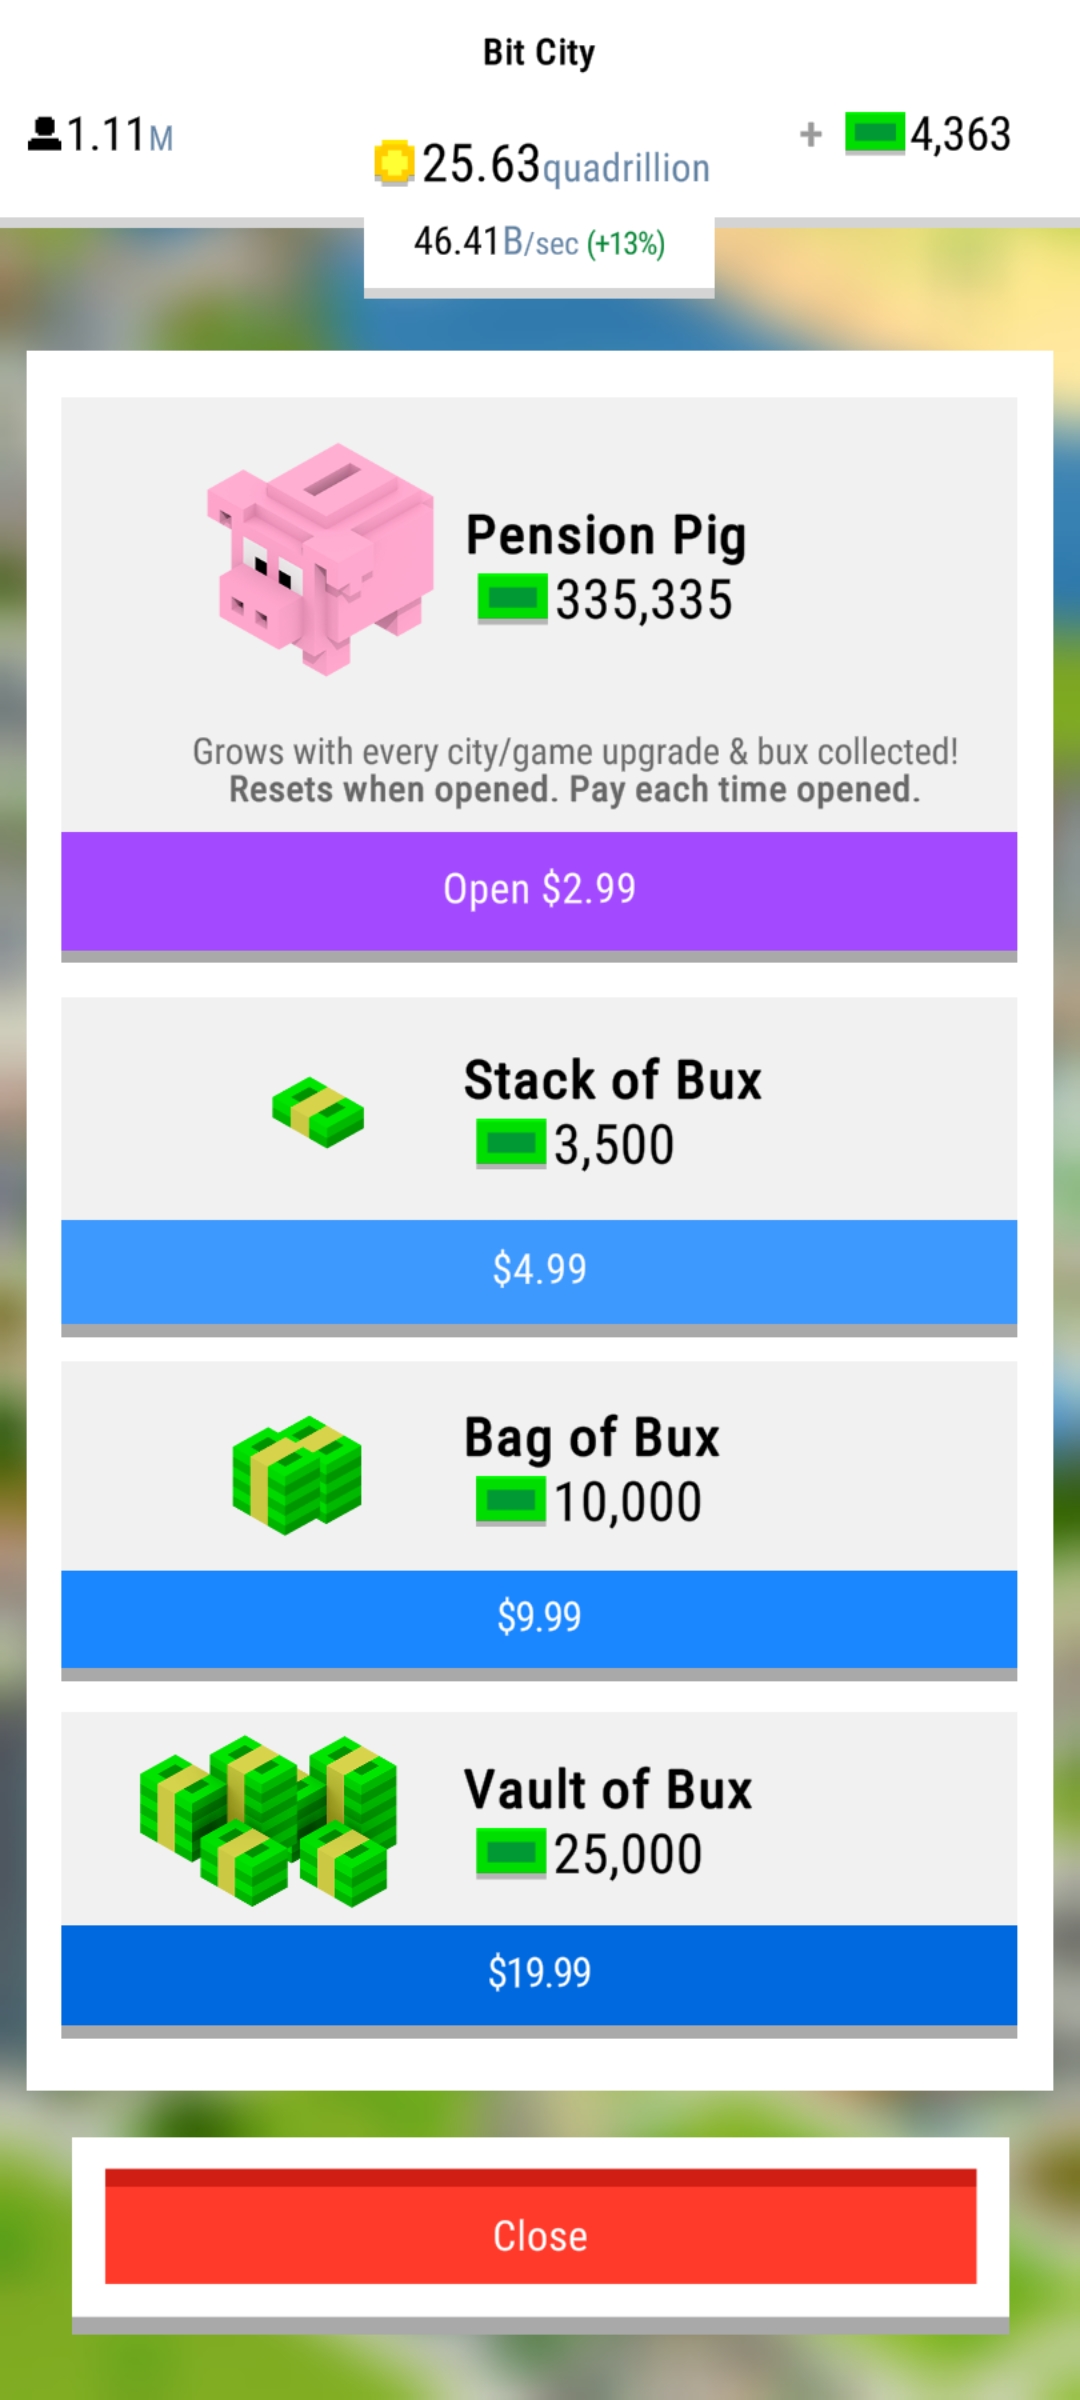 Bit City
1.11M
25.63quadrillion
+ 4,363
46.41B/sec (+13%)
Pension Pig
335,335
Grows with every city/game upgrade & bux collected!
Resets when opened. Pay each time opened.
Open $2.99
Stack of Bux
3,500
$4.99
Bag of Bux
10,000
$9.99
Vault of Bux
25,000
$19.99
Close